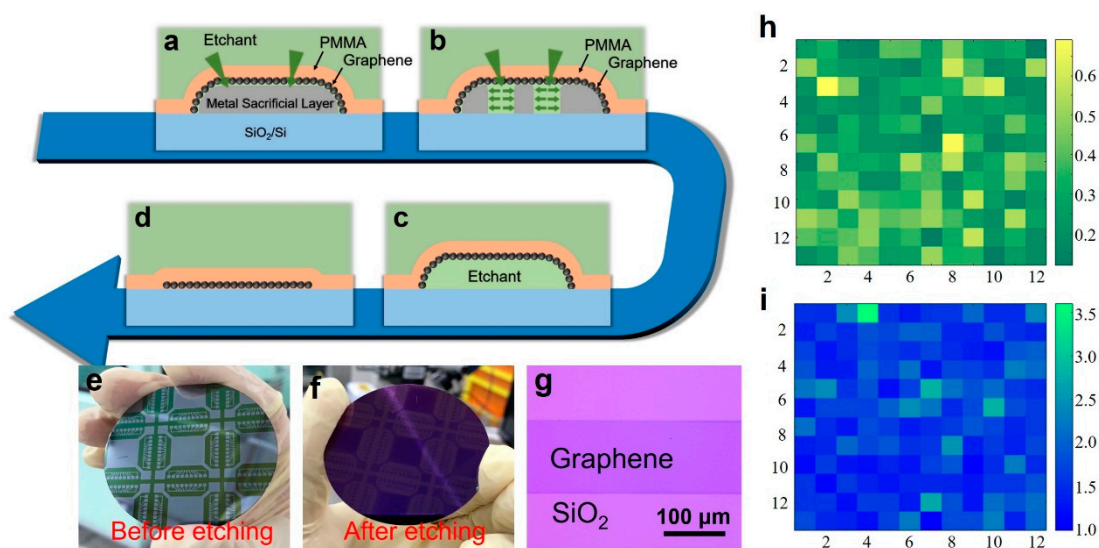 a
Etchant
PMMA
Graphene
Metal Sacrificial Layer
SiO₂/Si
b
PMMA
Graphene
d
c
Etchant
e
Before etching
f
After etching
g
Graphene
SiO₂
100 µm
h
2
4
6
8
10
12
2 4 6 8 10 12
0.6
0.5
0.4
0.3
0.2
i
2
4
6
8
10
12
2 4 6 8 10 12
3.5
3.0
2.5
2.0
1.5
1.0